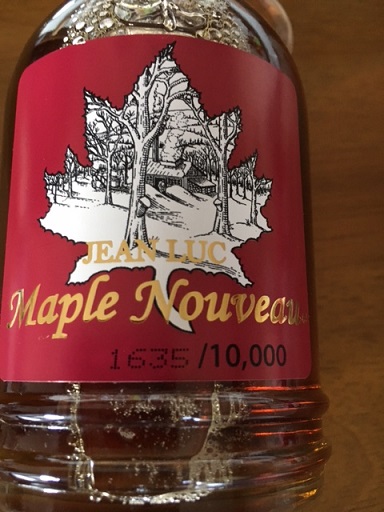 JEAN LUC
Maple Nouveau
1635 /10,000